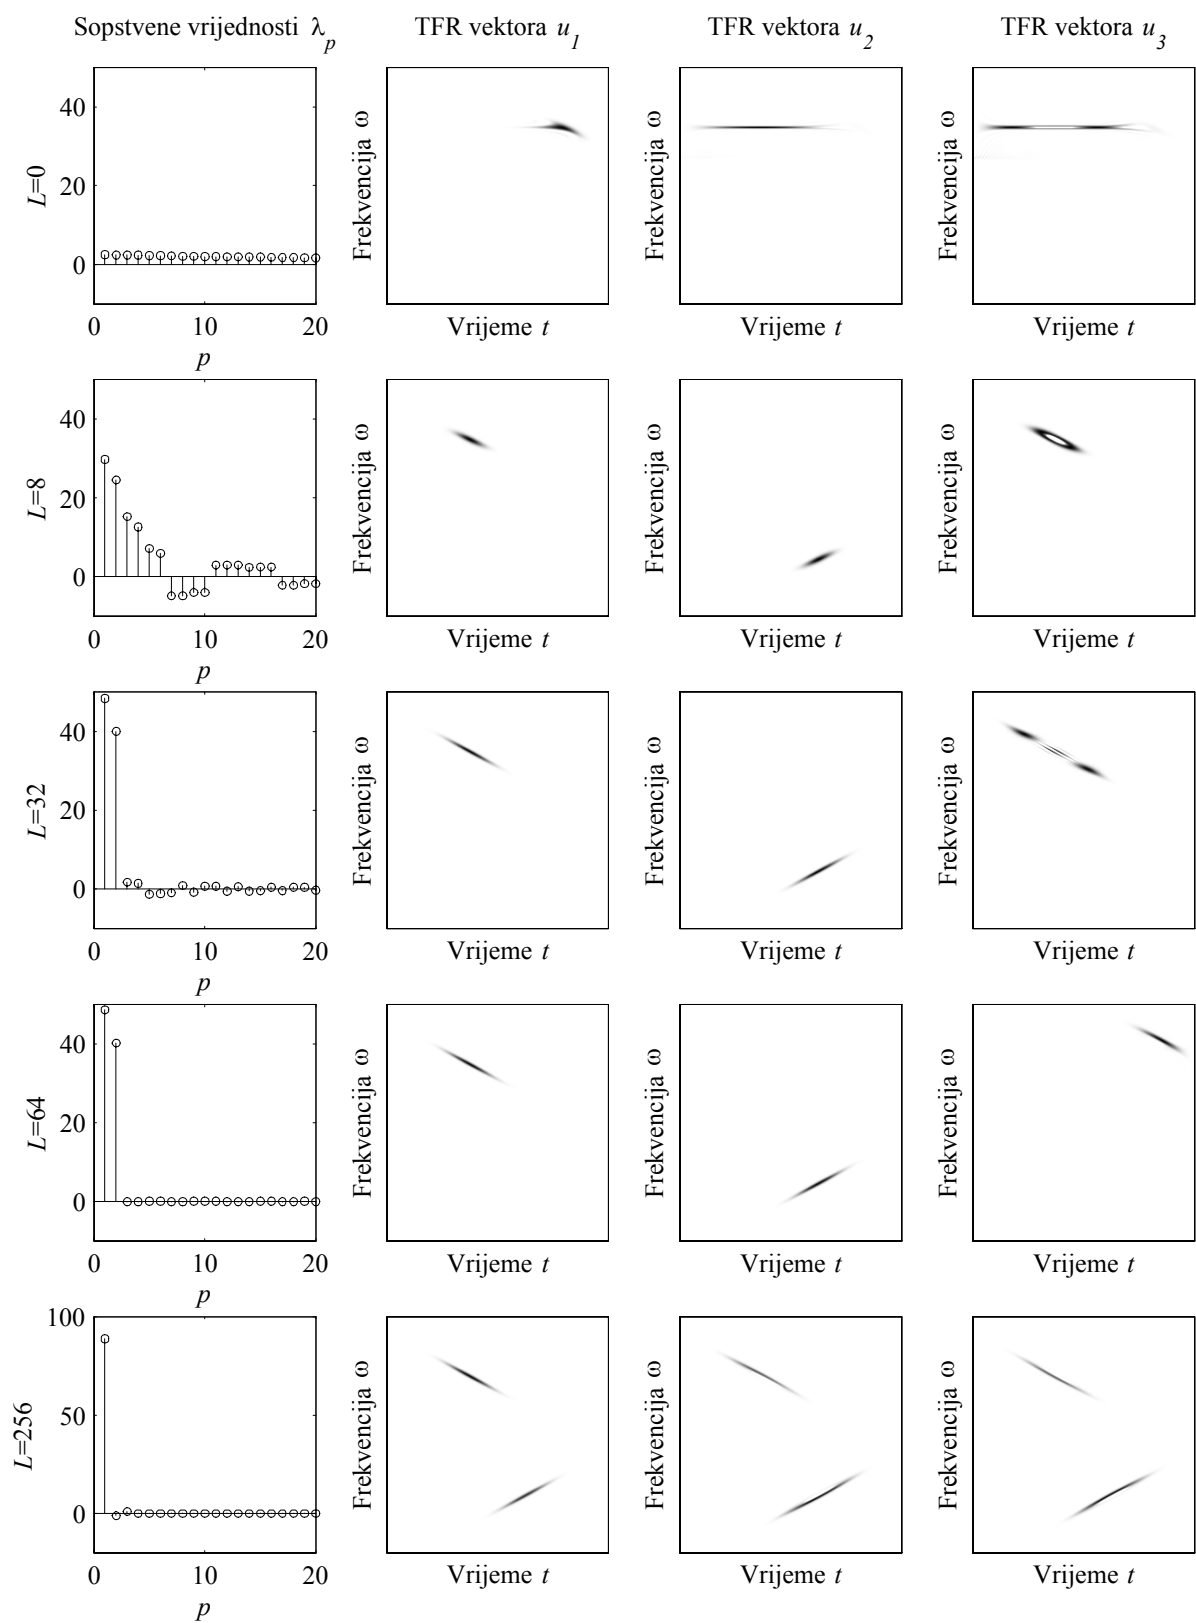 Sopstvene vrijednosti λp
TFR vektora u1
TFR vektora u2
TFR vektora u3
L=0
40
20
0
0 10 20
p
Frekvencija ω
Vrijeme t
Frekvencija ω
Vrijeme t
Frekvencija ω
Vrijeme t
L=8
40
20
0
0 10 20
p
Frekvencija ω
Vrijeme t
Frekvencija ω
Vrijeme t
Frekvencija ω
Vrijeme t
L=32
40
20
0
0 10 20
p
Frekvencija ω
Vrijeme t
Frekvencija ω
Vrijeme t
Frekvencija ω
Vrijeme t
L=64
40
20
0
0 10 20
p
Frekvencija ω
Vrijeme t
Frekvencija ω
Vrijeme t
Frekvencija ω
Vrijeme t
L=256
100
50
0
0 10 20
p
Frekvencija ω
Vrijeme t
Frekvencija ω
Vrijeme t
Frekvencija ω
Vrijeme t